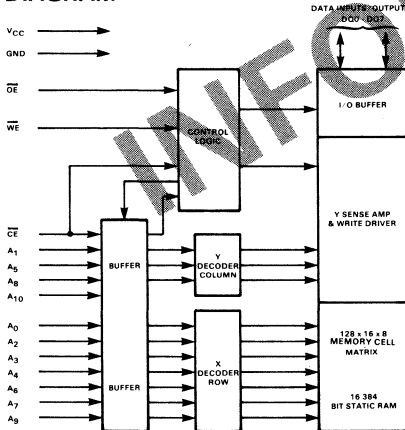 DIAGRAM
DATA INPUTS/OUTPUTS
DQ0 - DQ7
VCC
GND
OE
WE
CONTROL
LOGIC
I/O BUFFER
Y SENSE AMP
& WRITE DRIVER
CE
A1
A5
A8
A10
BUFFER
Y
DECODER
COLUMN
A0
A2
A3
A4
A6
A7
A9
BUFFER
X
DECODER
ROW
128 x 16 x 8
MEMORY CELL
MATRIX
16 384
BIT STATIC RAM
INFO